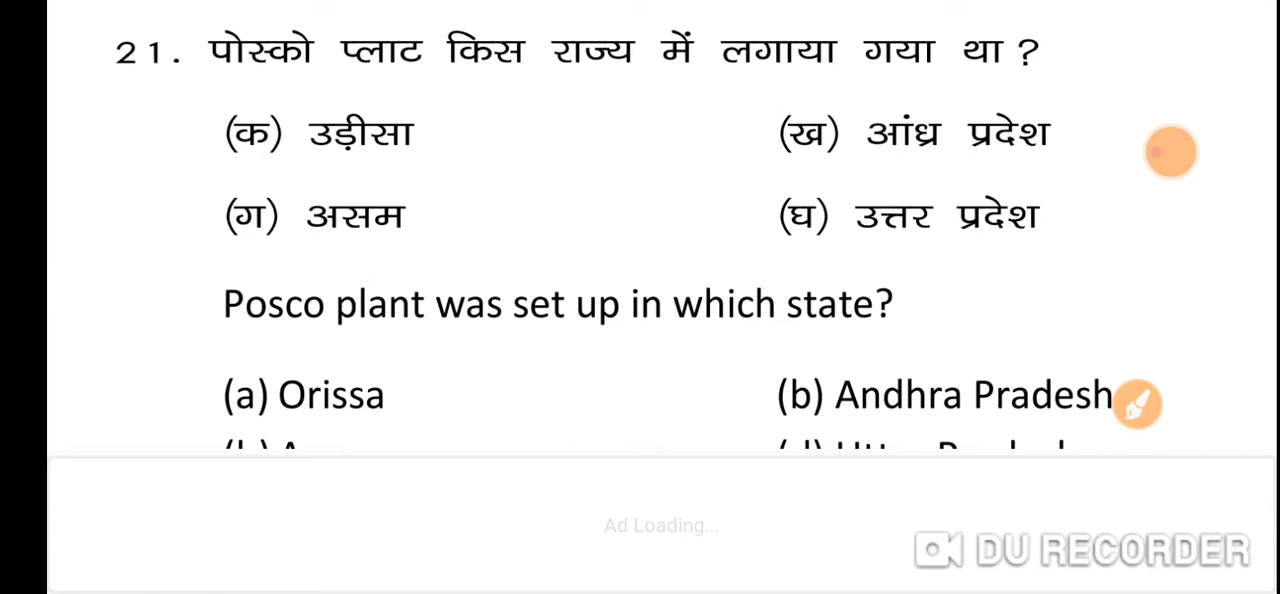 21. पोस्को प्लाट किस राज्य में लगाया गया था ?
(क) उड़ीसा (ख) आंध्र प्रदेश
(ग) असम (घ) उत्तर प्रदेश
Posco plant was set up in which state?
(a) Orissa (b) Andhra Pradesh
Ad Loading...
DU RECORDER